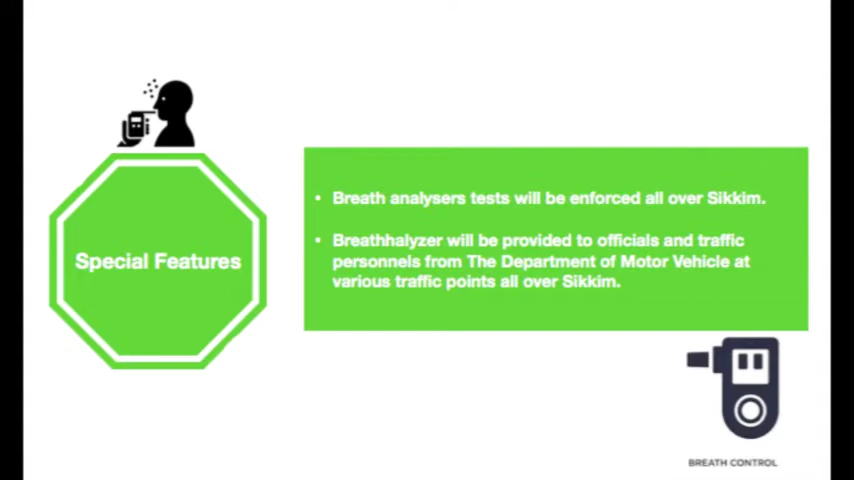 Special Features
• Breath analysers tests will be enforced all over Sikkim.
• Breathhalyzer will be provided to officials and traffic
personnels from The Department of Motor Vehicle at
various traffic points all over Sikkim.
BREATH CONTROL